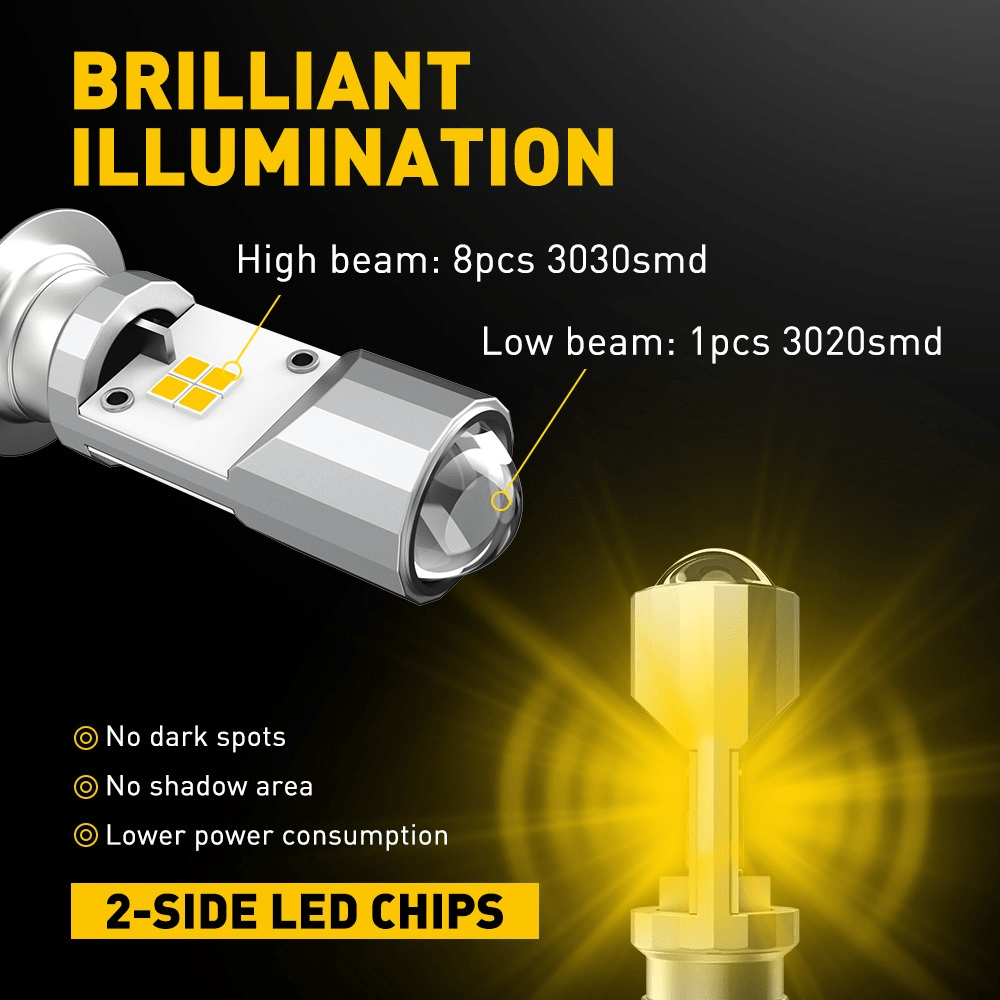 BRILLIANT
ILLUMINATION
High beam: 8pcs 3030smd
Low beam: 1pcs 3020smd
No dark spots
No shadow area
Lower power consumption
2-SIDE LED CHIPS